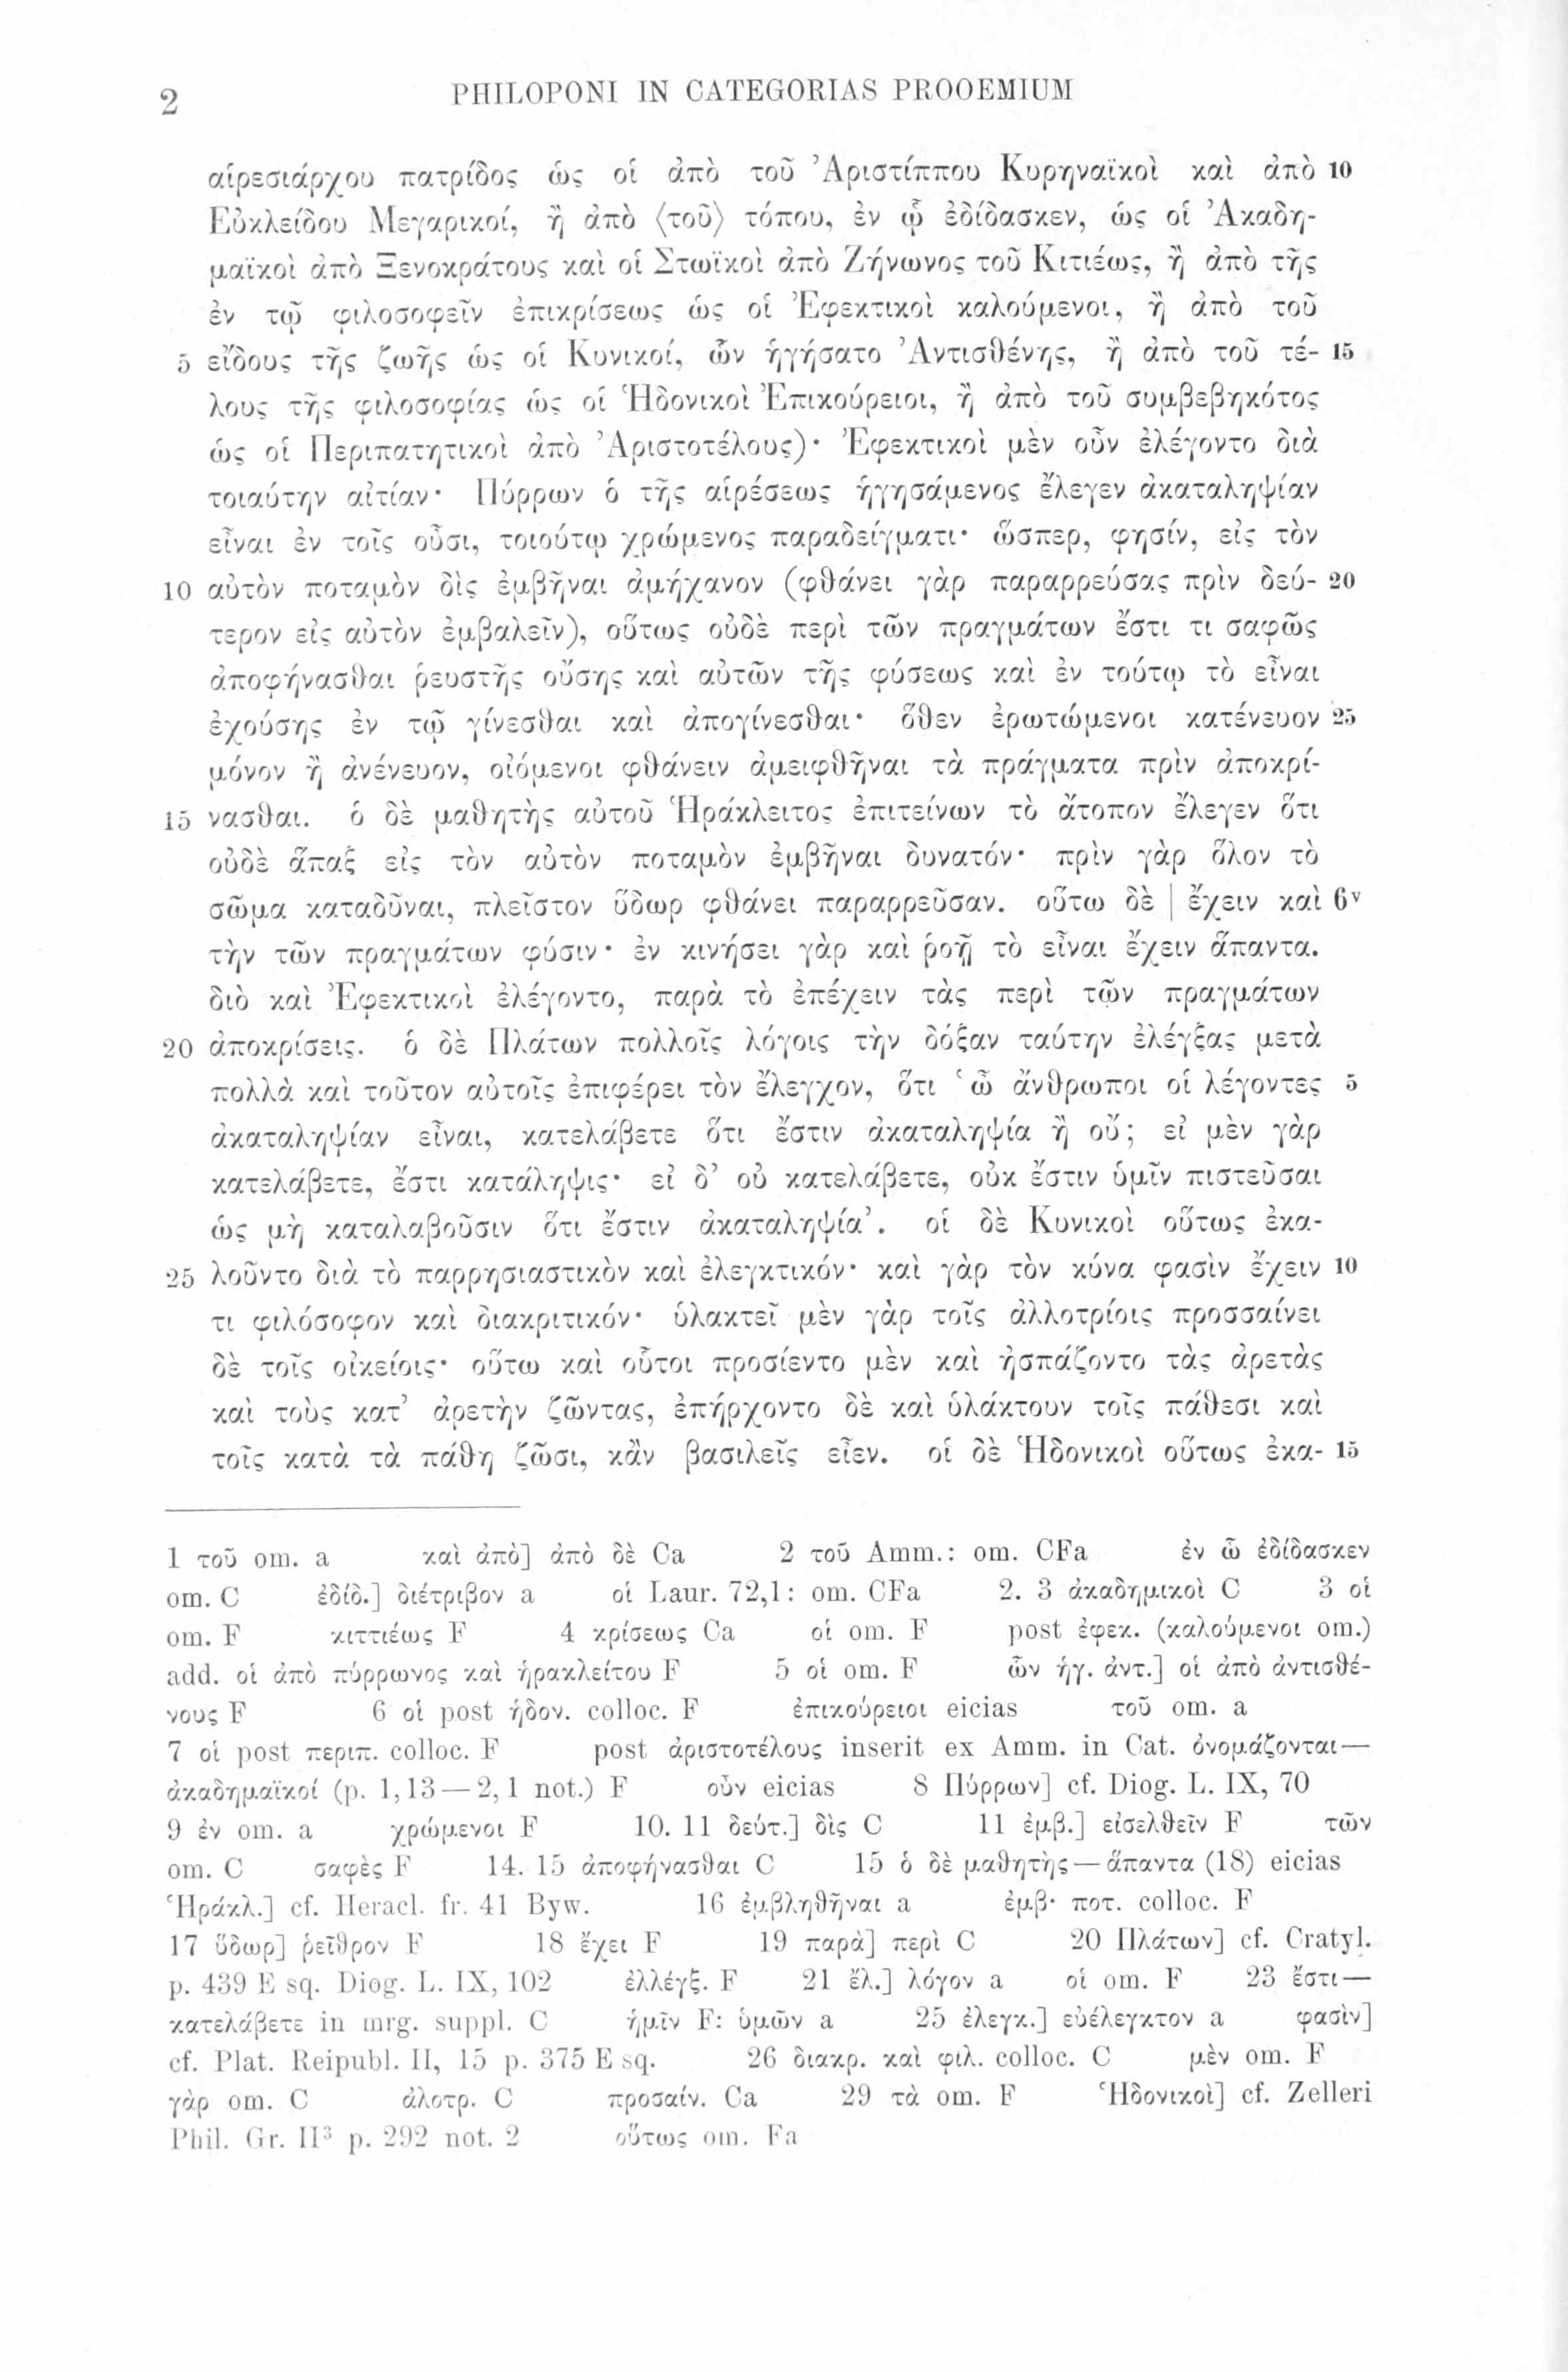 2 PHILOPONI IN CATEGORIAS PROOEMIUM
αἱρεσιάρχου πατρίδος ὡς οἱ ἀπὸ τοῦ Ἀριστίππου Κυρηναϊκοὶ καὶ ἀπὸ 10
Εὐκλείδου Μεγαρικοί, ἢ ἀπὸ ⟨τοῦ⟩ τόπου, ἐν ᾧ ἐδίδασκεν, ὡς οἱ Ἀκαδη-
μαϊκοὶ ἀπὸ Ξενοκράτους καὶ οἱ Στωϊκοὶ ἀπὸ Ζήνωνος τοῦ Κιτιέως, ἢ ἀπὸ τῆς
ἐν τῷ φιλοσοφεῖν ἐπικρίσεως ὡς οἱ Ἐφεκτικοὶ καλούμενοι, ἢ ἀπὸ τοῦ
5 εἴδους τῆς ζωῆς ὡς οἱ Κυνικοί, ὧν ἡγήσατο Ἀντισθένης, ἢ ἀπὸ τοῦ τέ- 15
λους τῆς φιλοσοφίας ὡς οἱ Ἡδονικοὶ Ἐπικούρειοι, ἢ ἀπὸ τοῦ συμβεβηκότος
ὡς οἱ Περιπατητικοὶ ἀπὸ Ἀριστοτέλους)· Ἐφεκτικοὶ μὲν οὖν ἐλέγοντο διὰ
τοιαύτην αἰτίαν· Πύρρων ὁ τῆς αἱρέσεως ἡγησάμενος ἔλεγεν ἀκαταληψίαν
εἶναι ἐν τοῖς οὖσι, τοιούτῳ χρώμενος παραδείγματι· ὥσπερ, φησίν, εἰς τὸν
10 αὐτὸν ποταμὸν δὶς ἐμβῆναι ἀμήχανον (φθάνει γὰρ παραρρεύσας πρὶν δεύ- 20
τερον εἰς αὐτὸν ἐμβαλεῖν), οὕτως οὐδὲ περὶ τῶν πραγμάτων ἔστι τι σαφῶς
ἀποφήνασθαι ῥευστῆς οὔσης καὶ αὐτῶν τῆς φύσεως καὶ ἐν τούτῳ τὸ εἶναι
ἐχούσης ἐν τῷ γίνεσθαι καὶ ἀπογίνεσθαι· ὅθεν ἐρωτώμενοι κατένευον 25
μόνον ἢ ἀνένευον, οἰόμενοι φθάνειν ἀμειφθῆναι τὰ πράγματα πρὶν ἀποκρί-
15 νασθαι. ὁ δὲ μαθητὴς αὐτοῦ Ἡράκλειτος ἐπιτείνων τὸ ἄτοπον ἔλεγεν ὅτι
οὐδὲ ἅπαξ εἰς τὸν αὐτὸν ποταμὸν ἐμβῆναι δυνατόν· πρὶν γὰρ ὅλον τὸ
σῶμα καταδῦναι, πλεῖστον ὕδωρ φθάνει παραρρεῦσαν. οὕτω δὲ | ἔχειν καὶ 6ᵛ
τὴν τῶν πραγμάτων φύσιν· ἐν κινήσει γὰρ καὶ ῥοῇ τὸ εἶναι ἔχειν ἅπαντα.
διὸ καὶ Ἐφεκτικοὶ ἐλέγοντο, παρὰ τὸ ἐπέχειν τὰς περὶ τῶν πραγμάτων
20 ἀποκρίσεις. ὁ δὲ Πλάτων πολλοῖς λόγοις τὴν δόξαν ταύτην ἐλέγξας μετὰ
πολλὰ καὶ τοῦτον αὐτοῖς ἐπιφέρει τὸν ἔλεγχον, ὅτι ‘ὦ ἄνθρωποι οἱ λέγοντες 5
ἀκαταληψίαν εἶναι, κατελάβετε ὅτι ἔστιν ἀκαταληψία ἢ οὔ; εἰ μὲν γὰρ
κατελάβετε, ἔστι κατάληψις· εἰ δ’ οὐ κατελάβετε, οὐκ ἔστιν ὑμῖν πιστεῦσαι
ὡς μὴ καταλαβοῦσιν ὅτι ἔστιν ἀκαταληψία’. οἱ δὲ Κυνικοὶ οὕτως ἐκα-
25 λοῦντο διὰ τὸ παρρησιαστικὸν καὶ ἐλεγκτικόν· καὶ γὰρ τὸν κύνα φασὶν ἔχειν 10
τι φιλόσοφον καὶ διακριτικόν· ὑλακτεῖ μὲν γὰρ τοῖς ἀλλοτρίοις προσσαίνει
δὲ τοῖς οἰκείοις· οὕτω καὶ οὗτοι προσίεντο μὲν καὶ ἠσπάζοντο τὰς ἀρετὰς
καὶ τοὺς κατ’ ἀρετὴν ζῶντας, ἐπήρχοντο δὲ καὶ ὑλάκτουν τοῖς πάθεσι καὶ
τοῖς κατὰ τὰ πάθη ζῶσι, κἂν βασιλεῖς εἶεν. οἱ δὲ Ἡδονικοὶ οὕτως ἐκα- 15
1 τοῦ om. a καὶ ἀπὸ] ἀπὸ δὲ Ca 2 τοῦ Amm.: om. CFa ἐν ᾧ ἐδίδασκεν
om. C ἐδίδ.] διέτριβον a οἱ Laur. 72,1: om. CFa 2. 3 ἀκαδημικοὶ C 3 οἱ
om. F κιττιέως F 4 κρίσεως Ca οἱ om. F post ἐφεκ. (καλούμενοι om.)
add. οἱ ἀπὸ πύρρωνος καὶ ἡρακλείτου F 5 οἱ om. F ὧν ἡγ. ἀντ.] οἱ ἀπὸ ἀντισθέ-
νους F 6 οἱ post ἡδον. colloc. F ἐπικούρειοι eicias τοῦ om. a
7 οἱ post περιπ. colloc. F post ἀριστοτέλους inserit ex Amm. in Cat. ὀνομάζονται—
ἀκαδημαϊκοί (p. 1,13—2,1 not.) F οὖν eicias 8 Πύρρων] cf. Diog. L. IX, 70
9 ἐν om. a χρώμενοι F 10. 11 δεύτ.] δὶς C 11 ἐμβ.] εἰσελθεῖν F τῶν
om. C σαφὲς F 14. 15 ἀποφήνασθαι C 15 ὁ δὲ μαθητὴς—ἅπαντα (18) eicias
Ἡράκλ.] cf. Heracl. fr. 41 Byw. 16 ἐμβληθῆναι a ἐμβ· ποτ. colloc. F
17 ὕδωρ] ῥεῖθρον F 18 ἔχει F 19 παρὰ] περὶ C 20 Πλάτων] cf. Cratyl.
p. 439 E sq. Diog. L. IX, 102 ἐλλέγξ. F 21 ἔλ.] λόγον a οἱ om. F 23 ἔστι—
κατελάβετε in mrg. suppl. C ἡμῖν F: ὑμῶν a 25 ἐλεγκ.] εὐέλεγκτον a φασὶν]
cf. Plat. Reipubl. II, 15 p. 375 E sq. 26 διακρ. καὶ φιλ. colloc. C μὲν om. F
γὰρ om. C ἀλοτρ. C προσαίν. Ca 29 τὰ om. F Ἡδονικοὶ] cf. Zelleri
Phil. Gr. II³ p. 292 not. 2 οὕτως om. Fa